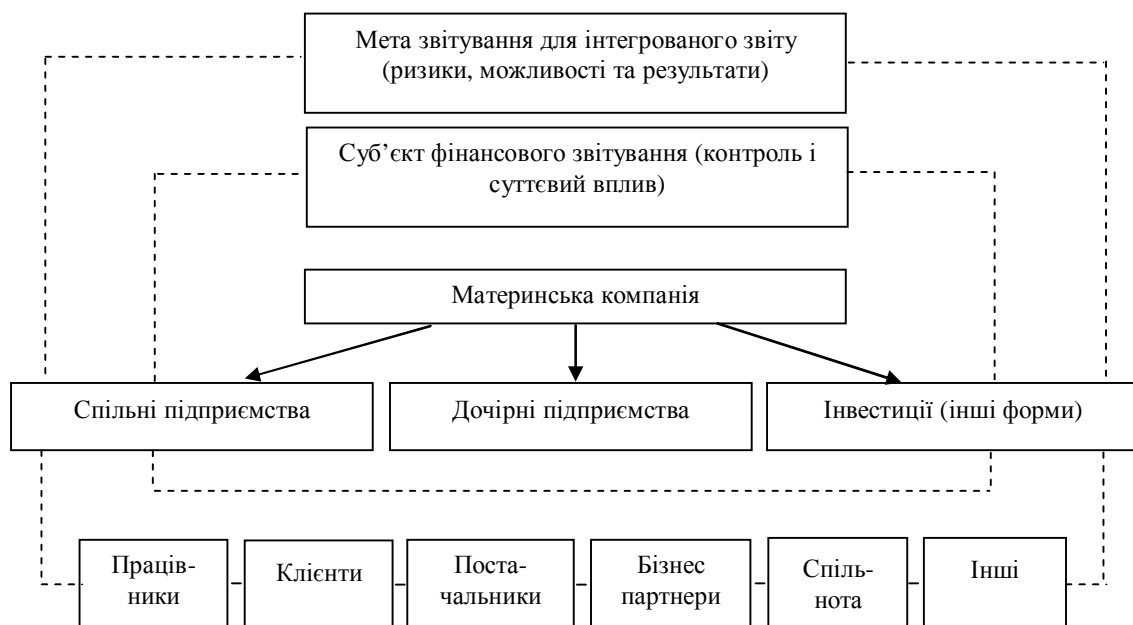 Мета звітування для інтегрованого звіту
(ризики, можливості та результати)
Суб’єкт фінансового звітування (контроль і
суттєвий вплив)
Материнська компанія
Спільні підприємства
Дочірні підприємства
Інвестиції (інші форми)
Праців-
ники
Клієнти
Поста-
чальники
Бізнес
партнери
Спіль-
нота
Інші